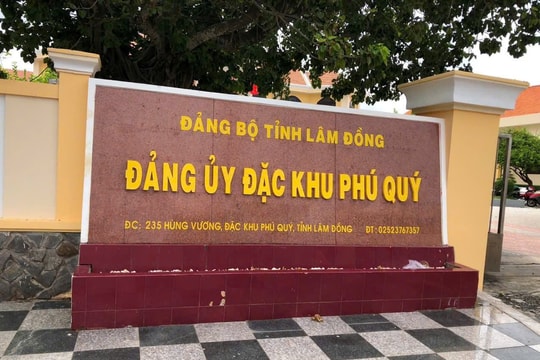 ĐẢNG BỘ TỈNH LÂM ĐỒNG
ĐẢNG ỦY ĐẶC KHU PHÚ QUÝ
ĐC: 235 HÙNG VƯƠNG, ĐẶC KHU PHÚ QUÝ, TỈNH LÂM ĐỒNG ĐT: 02523767357